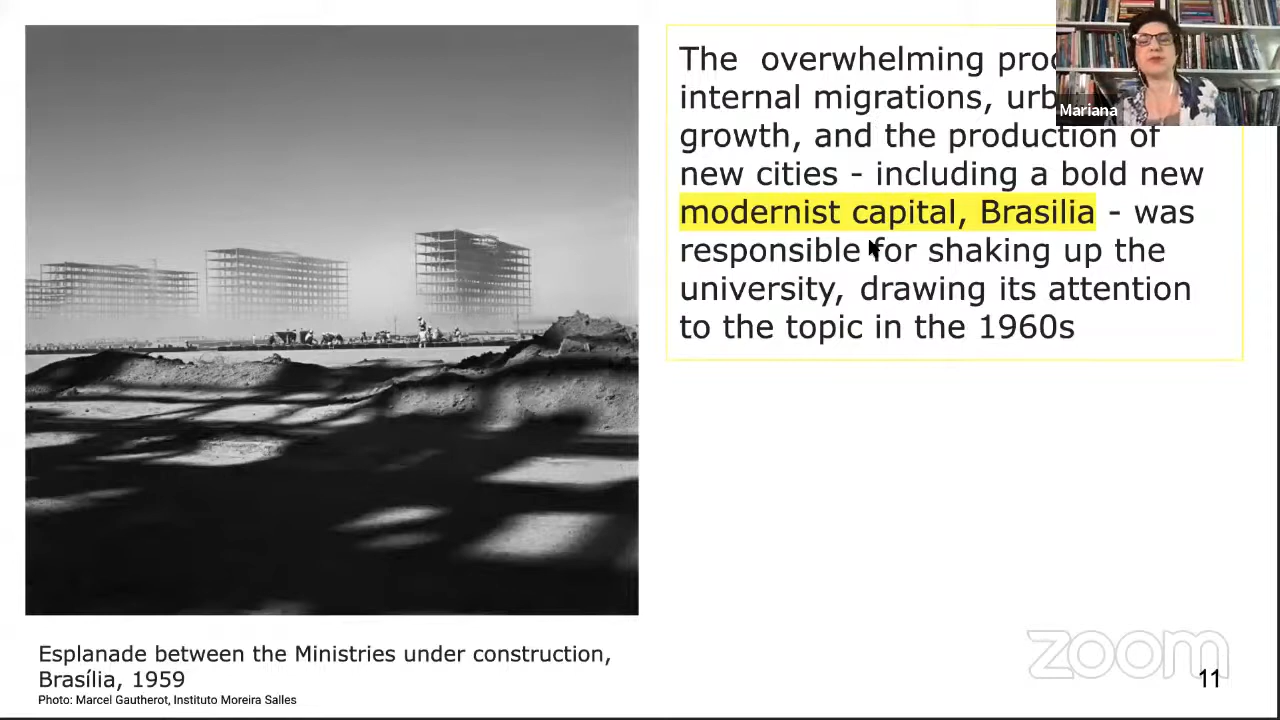 The overwhelming
internal migrations,
growth, and the production of
new cities - including a bold new
modernist capital, Brasilia - was
responsible for shaking up the
university, drawing its attention
to the topic in the 1960s
Mariana
Esplanade between the Ministries under construction,
Brasília, 1959
Photo: Marcel Gautherot, Instituto Moreira Salles
zoom
11